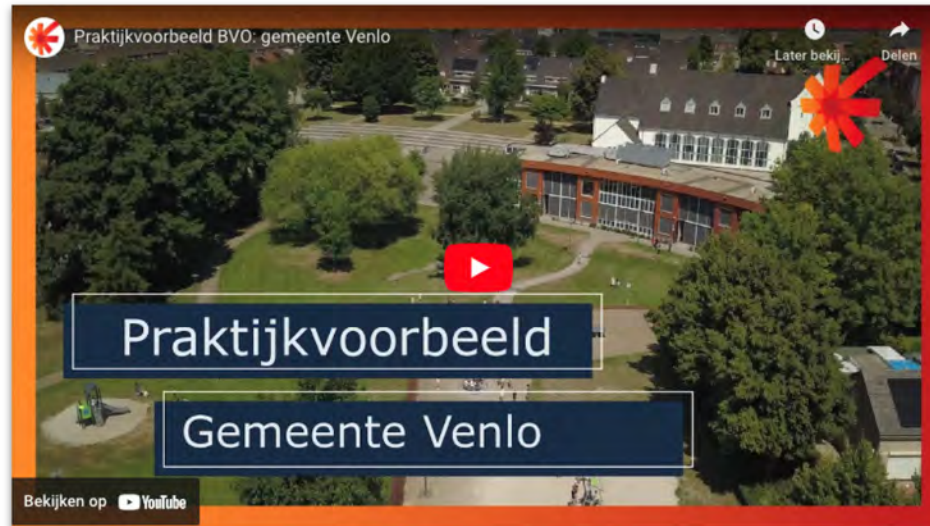 Praktijkvoorbeeld BVO: gemeente Venlo
Later bekij...
Delen
Praktijkvoorbeeld
Gemeente Venlo
Bekijken op YouTube